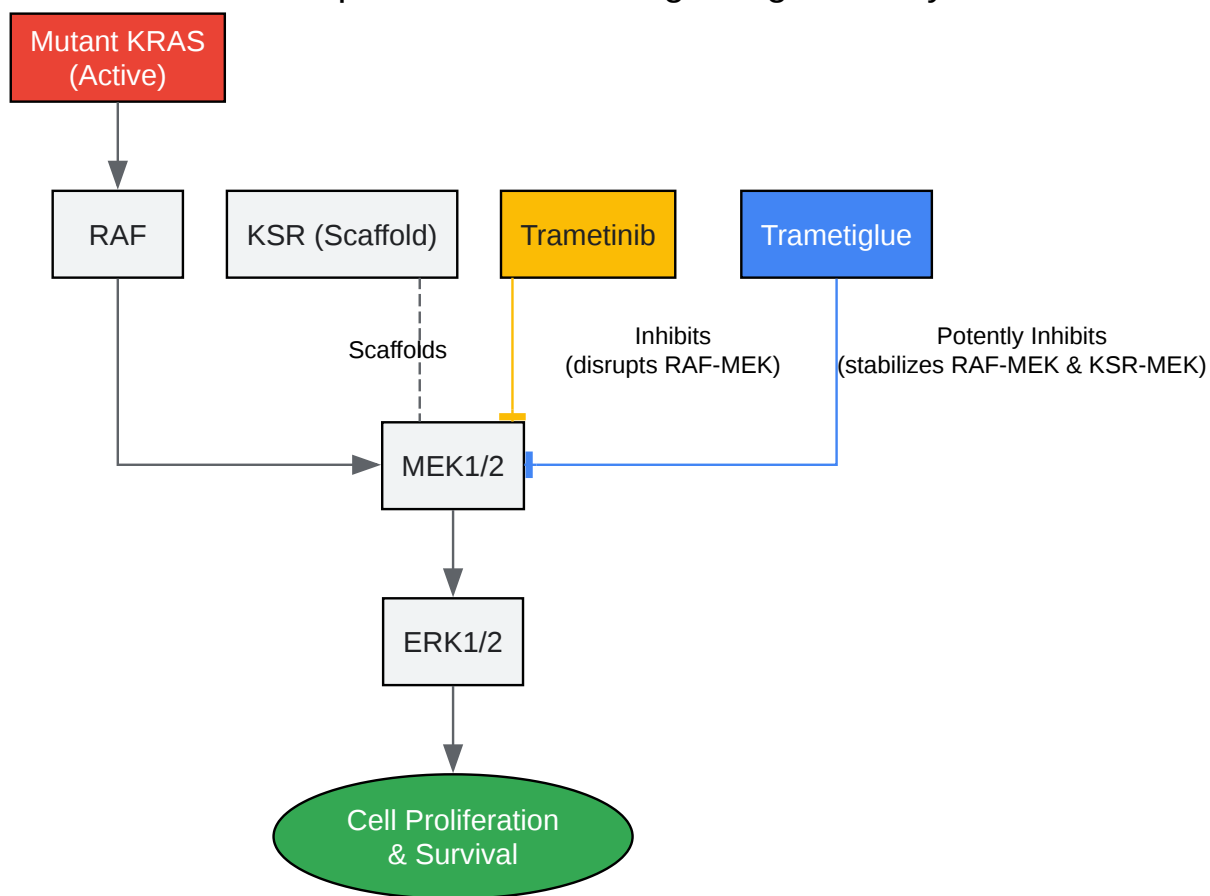 Mutant KRAS
(Active)
RAF
KSR (Scaffold)
Trametinib
Trametiglue
Scaffolds
Inhibits
(disrupts RAF-MEK)
Potently Inhibits
(stabilizes RAF-MEK & KSR-MEK)
MEK1/2
ERK1/2
Cell Proliferation
& Survival